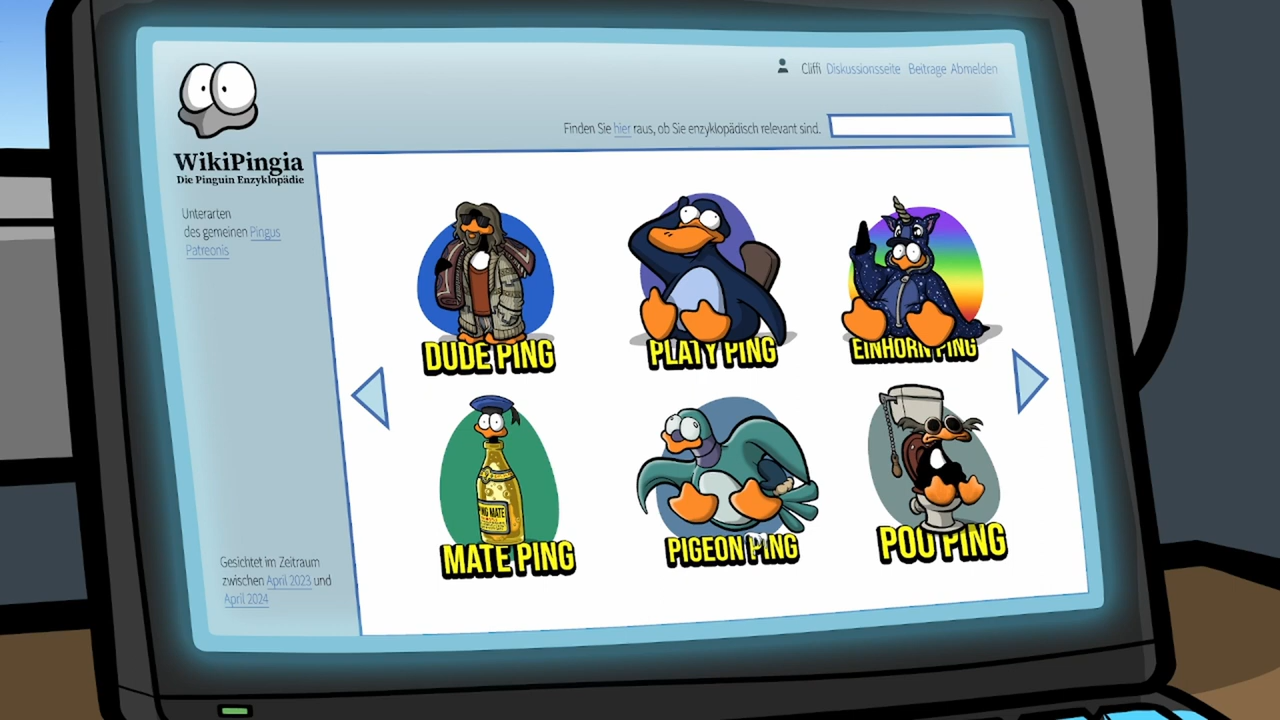 Cliffi Diskussionsseite Beitrage Abmelden
Finden Sie hier raus, ob Sie enzyklopädisch relevant sind.
WikiPingia
Die Pinguin Enzyklopädie
Unterarten
des gemeinen Pingus
Patreonis
DUDE PING
PLATY PING
EINHORN PING
MATE PING
PIGEON PING
POO PING
Gesichtet im Zeitraum
zwischen April 2023 und
April 2024